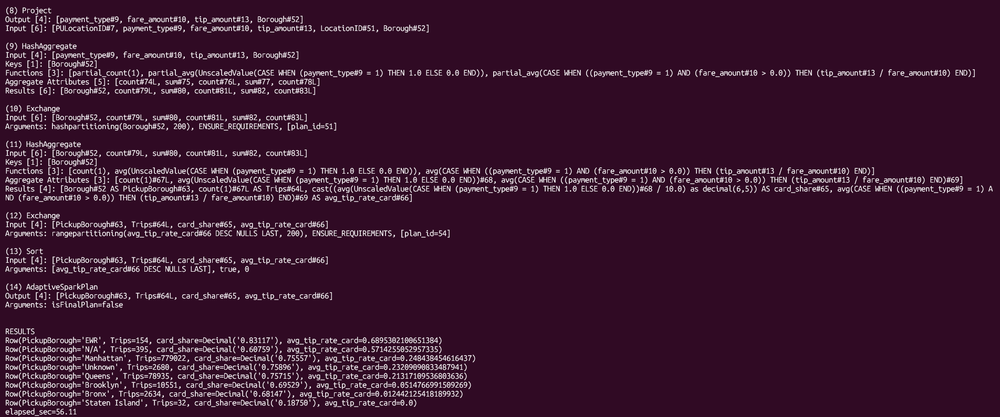 (8) Project
Output [4]: [payment_type#9, fare_amount#10, tip_amount#13, Borough#52]
Input [6]: [PULocationID#7, payment_type#9, fare_amount#10, tip_amount#13, LocationID#51, Borough#52]
(9) HashAggregate
Input [4]: [payment_type#9, fare_amount#10, tip_amount#13, Borough#52]
Keys [1]: [Borough#52]
Functions [3]: [partial_count(1), partial_avg(UnscaledValue(CASE WHEN (payment_type#9 = 1) THEN 1.0 ELSE 0.0 END)), partial_avg(CASE WHEN ((payment_type#9 = 1) AND (fare_amount#10 > 0.0)) THEN (tip_amount#13 / fare_amount#10) END)]
Aggregate Attributes [5]: [count#74L, sum#75, count#76L, sum#77, count#78L]
Results [6]: [Borough#52, count#79L, sum#80, count#81L, sum#82, count#83L]
(10) Exchange
Input [6]: [Borough#52, count#79L, sum#80, count#81L, sum#82, count#83L]
Arguments: hashpartitioning(Borough#52, 200), ENSURE_REQUIREMENTS, [plan_id=51]
(11) HashAggregate
Input [6]: [Borough#52, count#79L, sum#80, count#81L, sum#82, count#83L]
Keys [1]: [Borough#52]
Functions [3]: [count(1), avg(UnscaledValue(CASE WHEN (payment_type#9 = 1) THEN 1.0 ELSE 0.0 END)), avg(CASE WHEN ((payment_type#9 = 1) AND (fare_amount#10 > 0.0)) THEN (tip_amount#13 / fare_amount#10) END)]
Aggregate Attributes [3]: [count(1)#67L, avg(UnscaledValue(CASE WHEN (payment_type#9 = 1) THEN 1.0 ELSE 0.0 END))#68, avg(CASE WHEN ((payment_type#9 = 1) AND (fare_amount#10 > 0.0)) THEN (tip_amount#13 / fare_amount#10) END)#69]
Results [4]: [Borough#52 AS PickupBorough#63, count(1)#67L AS Trips#64L, cast((avg(UnscaledValue(CASE WHEN (payment_type#9 = 1) THEN 1.0 ELSE 0.0 END))#68 / 10.0) as decimal(6,5)) AS card_share#65, avg(CASE WHEN ((payment_type#9 = 1) A
ND (fare_amount#10 > 0.0)) THEN (tip_amount#13 / fare_amount#10) END)#69 AS avg_tip_rate_card#66]
(12) Exchange
Input [4]: [PickupBorough#63, Trips#64L, card_share#65, avg_tip_rate_card#66]
Arguments: rangepartitioning(avg_tip_rate_card#66 DESC NULLS LAST, 200), ENSURE_REQUIREMENTS, [plan_id=54]
(13) Sort
Input [4]: [PickupBorough#63, Trips#64L, card_share#65, avg_tip_rate_card#66]
Arguments: [avg_tip_rate_card#66 DESC NULLS LAST], true, 0
(14) AdaptiveSparkPlan
Output [4]: [PickupBorough#63, Trips#64L, card_share#65, avg_tip_rate_card#66]
Arguments: isFinalPlan=false
RESULTS
Row(PickupBorough='EWR', Trips=154, card_share=Decimal('0.83117'), avg_tip_rate_card=0.6895302100651384)
Row(PickupBorough='N/A', Trips=395, card_share=Decimal('0.60759'), avg_tip_rate_card=0.5714255052957335)
Row(PickupBorough='Manhattan', Trips=779022, card_share=Decimal('0.75557'), avg_tip_rate_card=0.248438454616437)
Row(PickupBorough='Unknown', Trips=2680, card_share=Decimal('0.75896'), avg_tip_rate_card=0.23209090833487941)
Row(PickupBorough='Queens', Trips=78935, card_share=Decimal('0.75715'), avg_tip_rate_card=0.21317109536803636)
Row(PickupBorough='Brooklyn', Trips=10551, card_share=Decimal('0.69529'), avg_tip_rate_card=0.0514766991509269)
Row(PickupBorough='Bronx', Trips=2634, card_share=Decimal('0.68147'), avg_tip_rate_card=0.012442125418189932)
Row(PickupBorough='Staten Island', Trips=32, card_share=Decimal('0.18750'), avg_tip_rate_card=0.0)
elapsed_sec=56.11